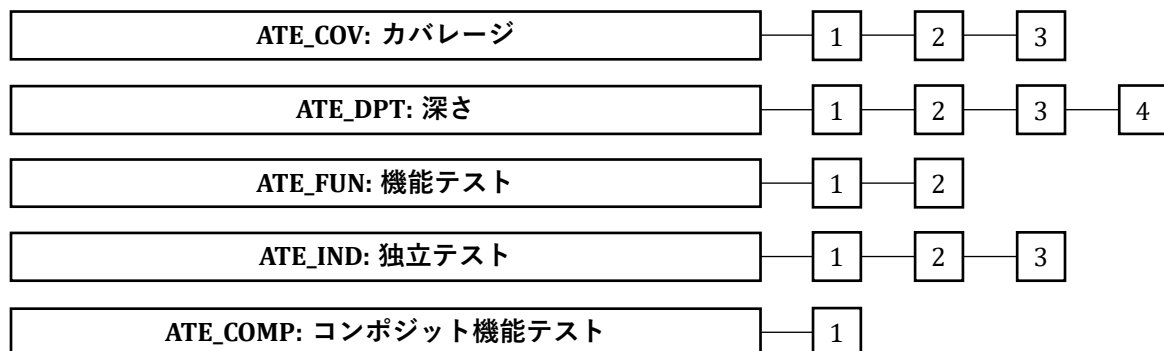 ATE_COV: カバレージ 1 2 3
ATE_DPT: 深さ 1 2 3 4
ATE_FUN: 機能テスト 1 2
ATE_IND: 独立テスト 1 2 3
ATE_COMP: コンポジット機能テスト 1